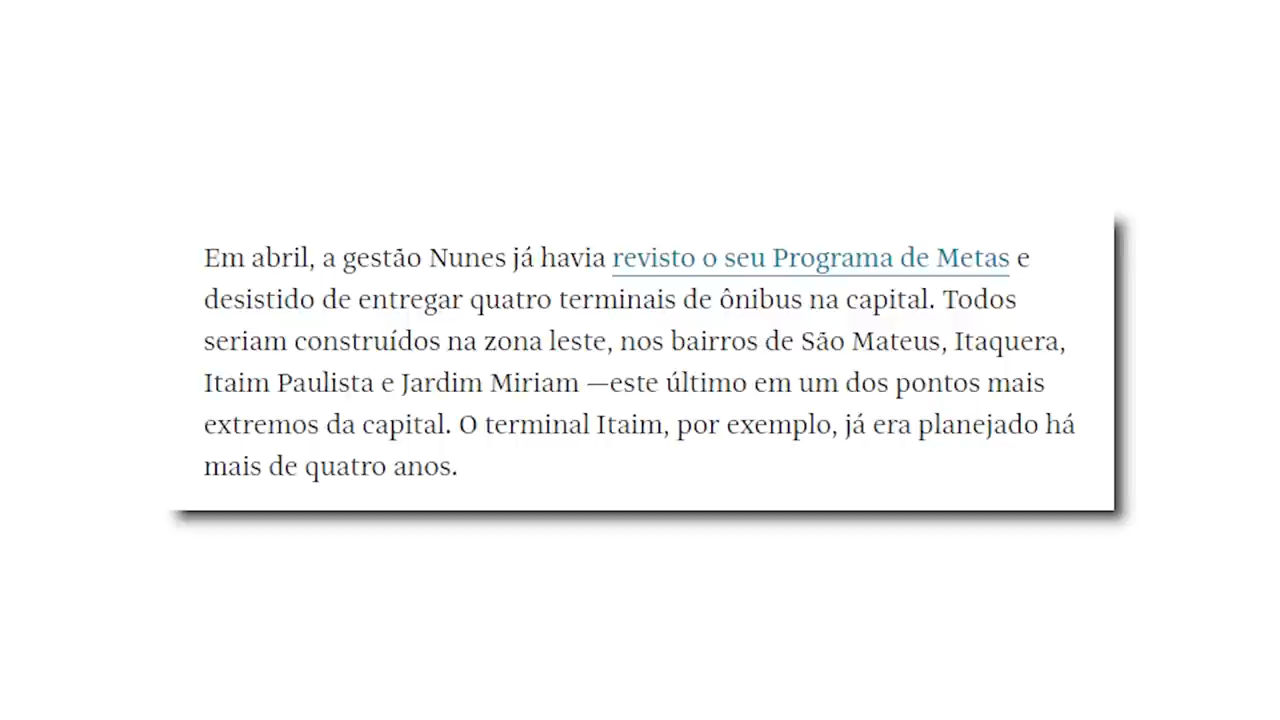 Em abril, a gestão Nunes já havia revisto o seu Programa de Metas e
desistido de entregar quatro terminais de ônibus na capital. Todos
seriam construídos na zona leste, nos bairros de São Mateus, Itaquera,
Itaim Paulista e Jardim Miriam —este último em um dos pontos mais
extremos da capital. O terminal Itaim, por exemplo, já era planejado há
mais de quatro anos.